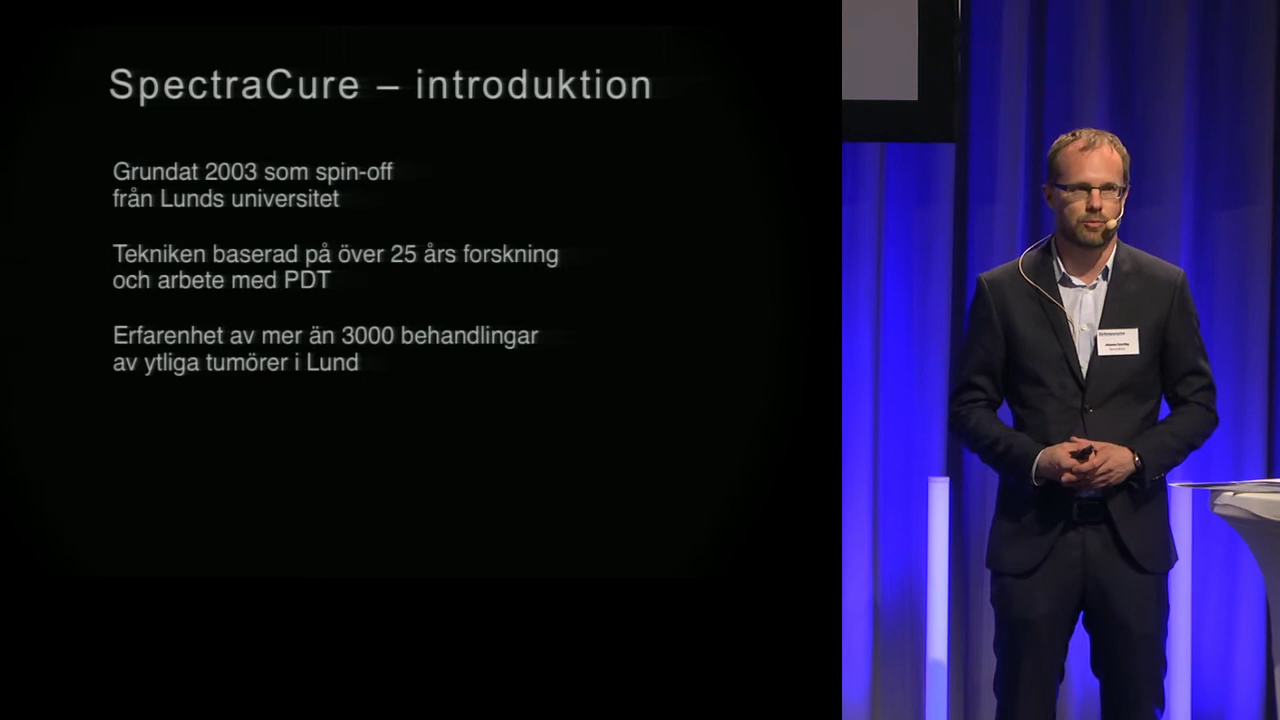 SpectraCure – introduktion
Grundat 2003 som spin-off
från Lunds universitet
Tekniken baserad på över 25 års forskning
och arbete med PDT
Erfarenhet av mer än 3000 behandlingar
av ytliga tumörer i Lund